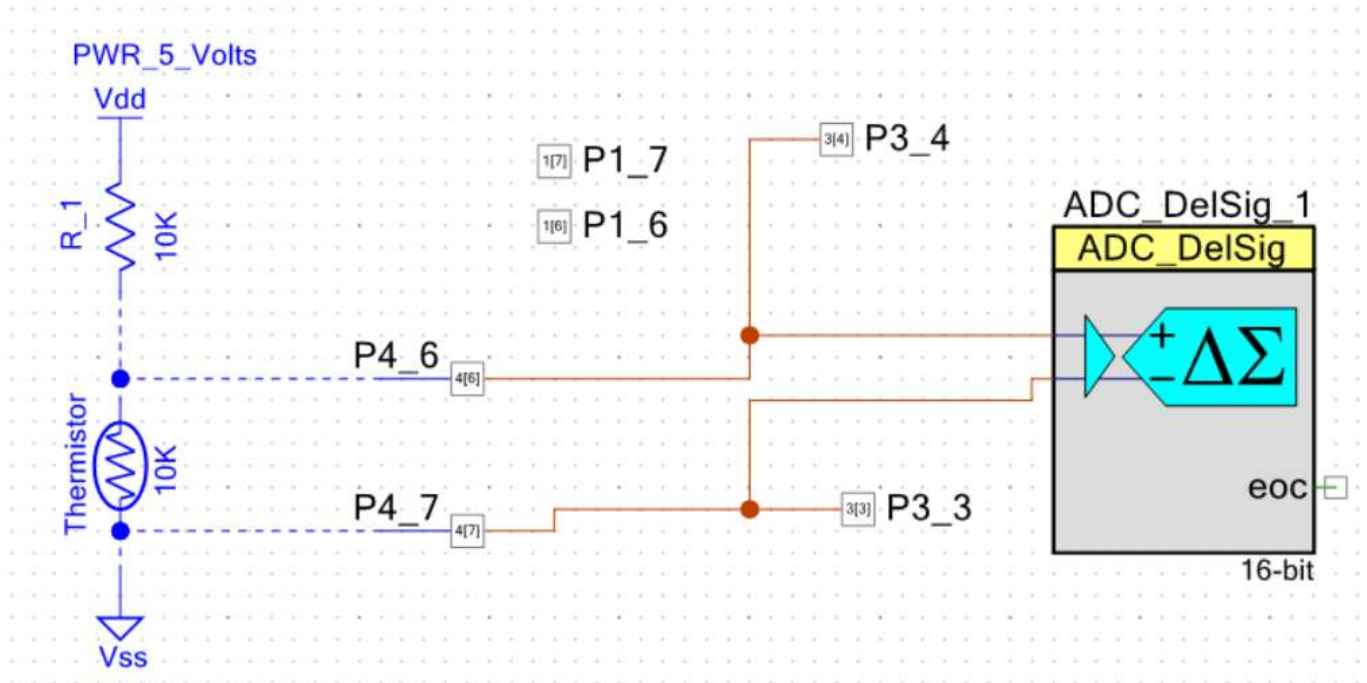 PWR_5_Volts
Vdd
R_1
10K
1[7] P1_7
1[6] P1_6
3[4] P3_4
ADC_DelSig_1
ADC_DelSig
+
-
ΔΣ
P4_6
4[6]
Thermistor
10K
P4_7
4[7]
3[3] P3_3
eoc
16-bit
Vss